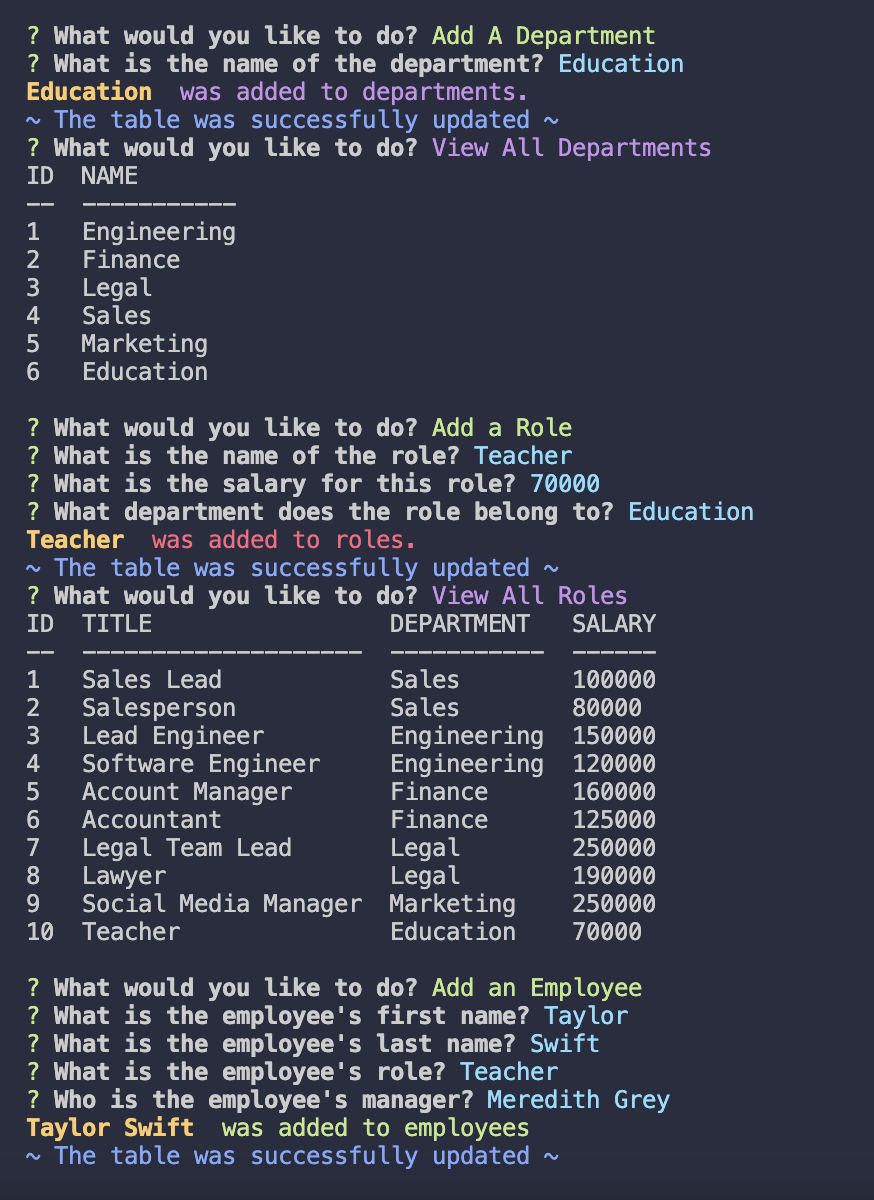 ? What would you like to do? Add A Department
? What is the name of the department? Education
Education  was added to departments.
~ The table was successfully updated ~
? What would you like to do? View All Departments
ID  NAME
--  -----------
1   Engineering
2   Finance
3   Legal
4   Sales
5   Marketing
6   Education

? What would you like to do? Add a Role
? What is the name of the role? Teacher
? What is the salary for this role? 70000
? What department does the role belong to? Education
Teacher  was added to roles.
~ The table was successfully updated ~
? What would you like to do? View All Roles
ID  TITLE                 DEPARTMENT   SALARY
--  --------------------  -----------  ------
1   Sales Lead            Sales        100000
2   Salesperson           Sales        80000
3   Lead Engineer         Engineering  150000
4   Software Engineer     Engineering  120000
5   Account Manager       Finance      160000
6   Accountant            Finance      125000
7   Legal Team Lead       Legal        250000
8   Lawyer                Legal        190000
9   Social Media Manager  Marketing    250000
10  Teacher               Education    70000

? What would you like to do? Add an Employee
? What is the employee's first name? Taylor
? What is the employee's last name? Swift
? What is the employee's role? Teacher
? Who is the employee's manager? Meredith Grey
Taylor Swift  was added to employees
~ The table was successfully updated ~